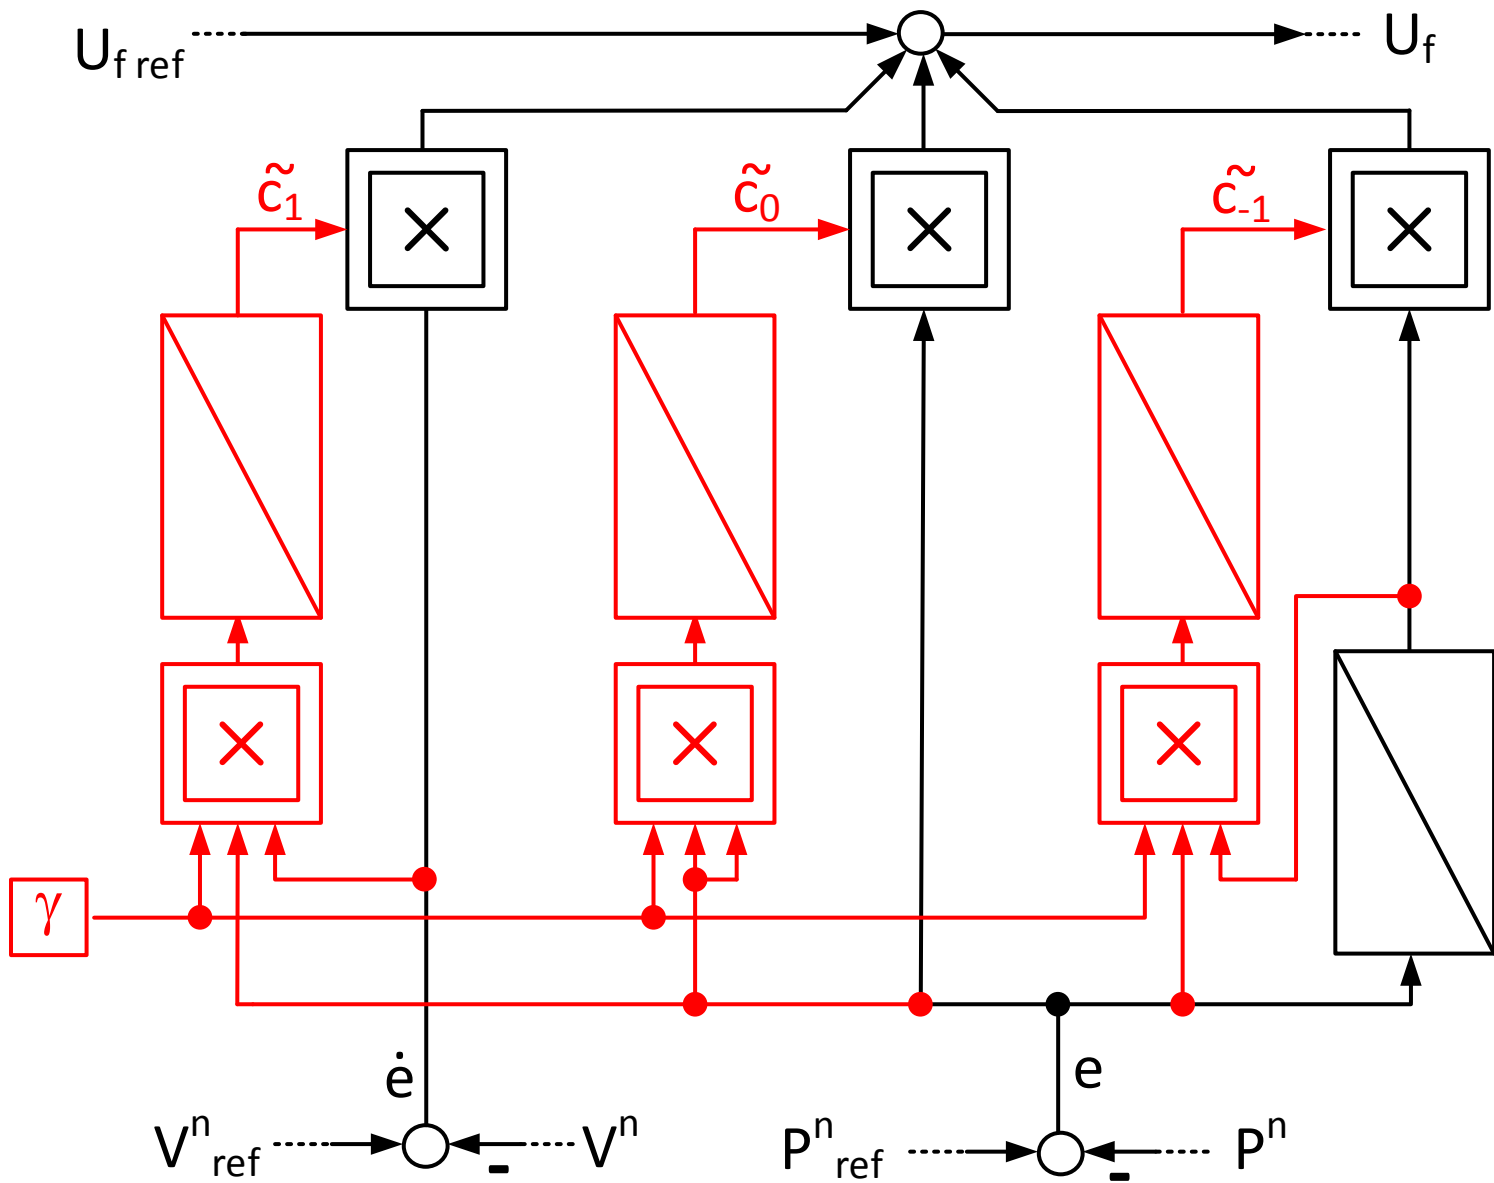 U_f ref
U_f
c̃_1
c̃_0
c̃_-1
×
×
×
×
×
×
γ
ė
e
V^n_ref
-
V^n
P^n_ref
-
P^n